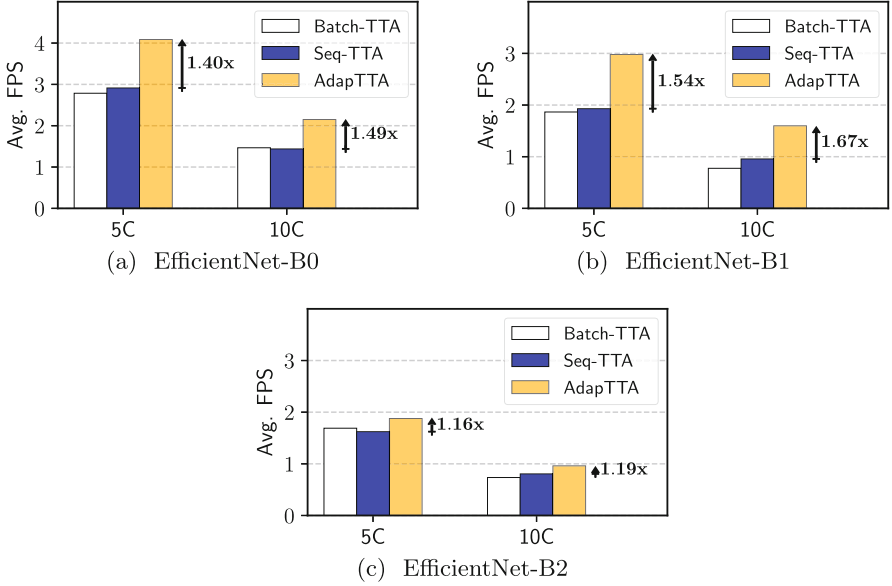 Avg. FPS
4
3
2
1
0
1.40x
1.49x
Batch-TTA
Seq-TTA
AdapTTA
5C
10C
(a) EfficientNet-B0
Avg. FPS
3
2
1
0
1.54x
1.67x
Batch-TTA
Seq-TTA
AdapTTA
5C
10C
(b) EfficientNet-B1
Avg. FPS
3
2
1
0
1.16x
1.19x
Batch-TTA
Seq-TTA
AdapTTA
5C
10C
(c) EfficientNet-B2